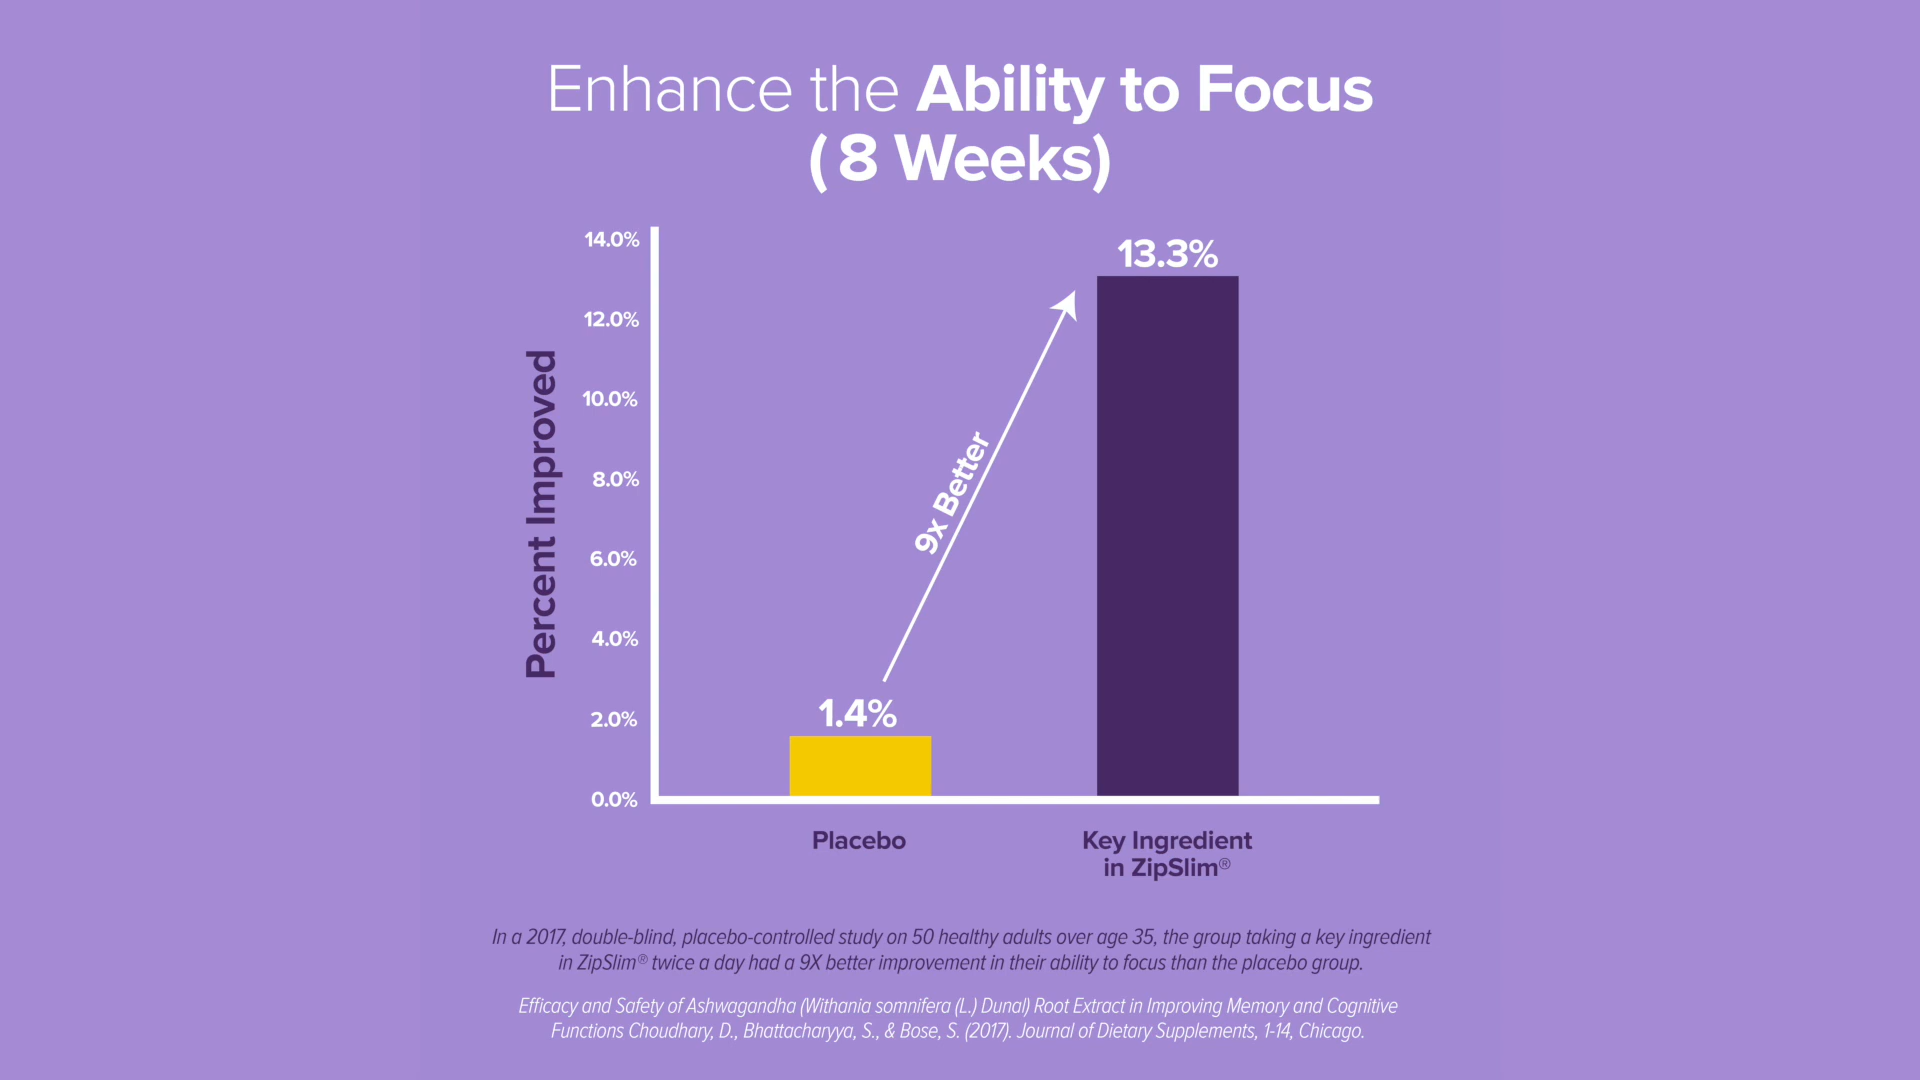 Enhance the Ability to Focus
(8 Weeks)
14.0%
12.0%
10.0%
8.0%
6.0%
4.0%
2.0%
0.0%
Percent Improved
13.3%
9x Better
1.4%
Placebo
Key Ingredient
in ZipSlim®
In a 2017, double-blind, placebo-controlled study on 50 healthy adults over age 35, the group taking a key ingredient
in ZipSlim® twice a day had a 9X better improvement in their ability to focus than the placebo group.
Efficacy and Safety of Ashwagandha (Withania somnifera (L.) Dunal) Root Extract in Improving Memory and Cognitive
Functions Choudhary, D., Bhattacharyya, S., & Bose, S. (2017). Journal of Dietary Supplements, 1-14, Chicago.